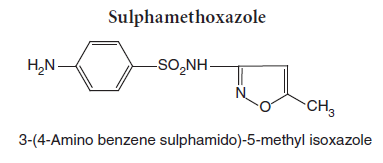 Sulphamethoxazole
H₂N
SO₂NH
N
O
CH₃
3-(4-Amino benzene sulphamido)-5-methyl isoxazole